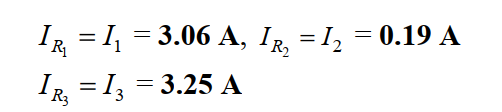 I_{R_1} = I_1 = 3.06 A, I_{R_2} = I_2 = 0.19 A
I_{R_3} = I_3 = 3.25 A